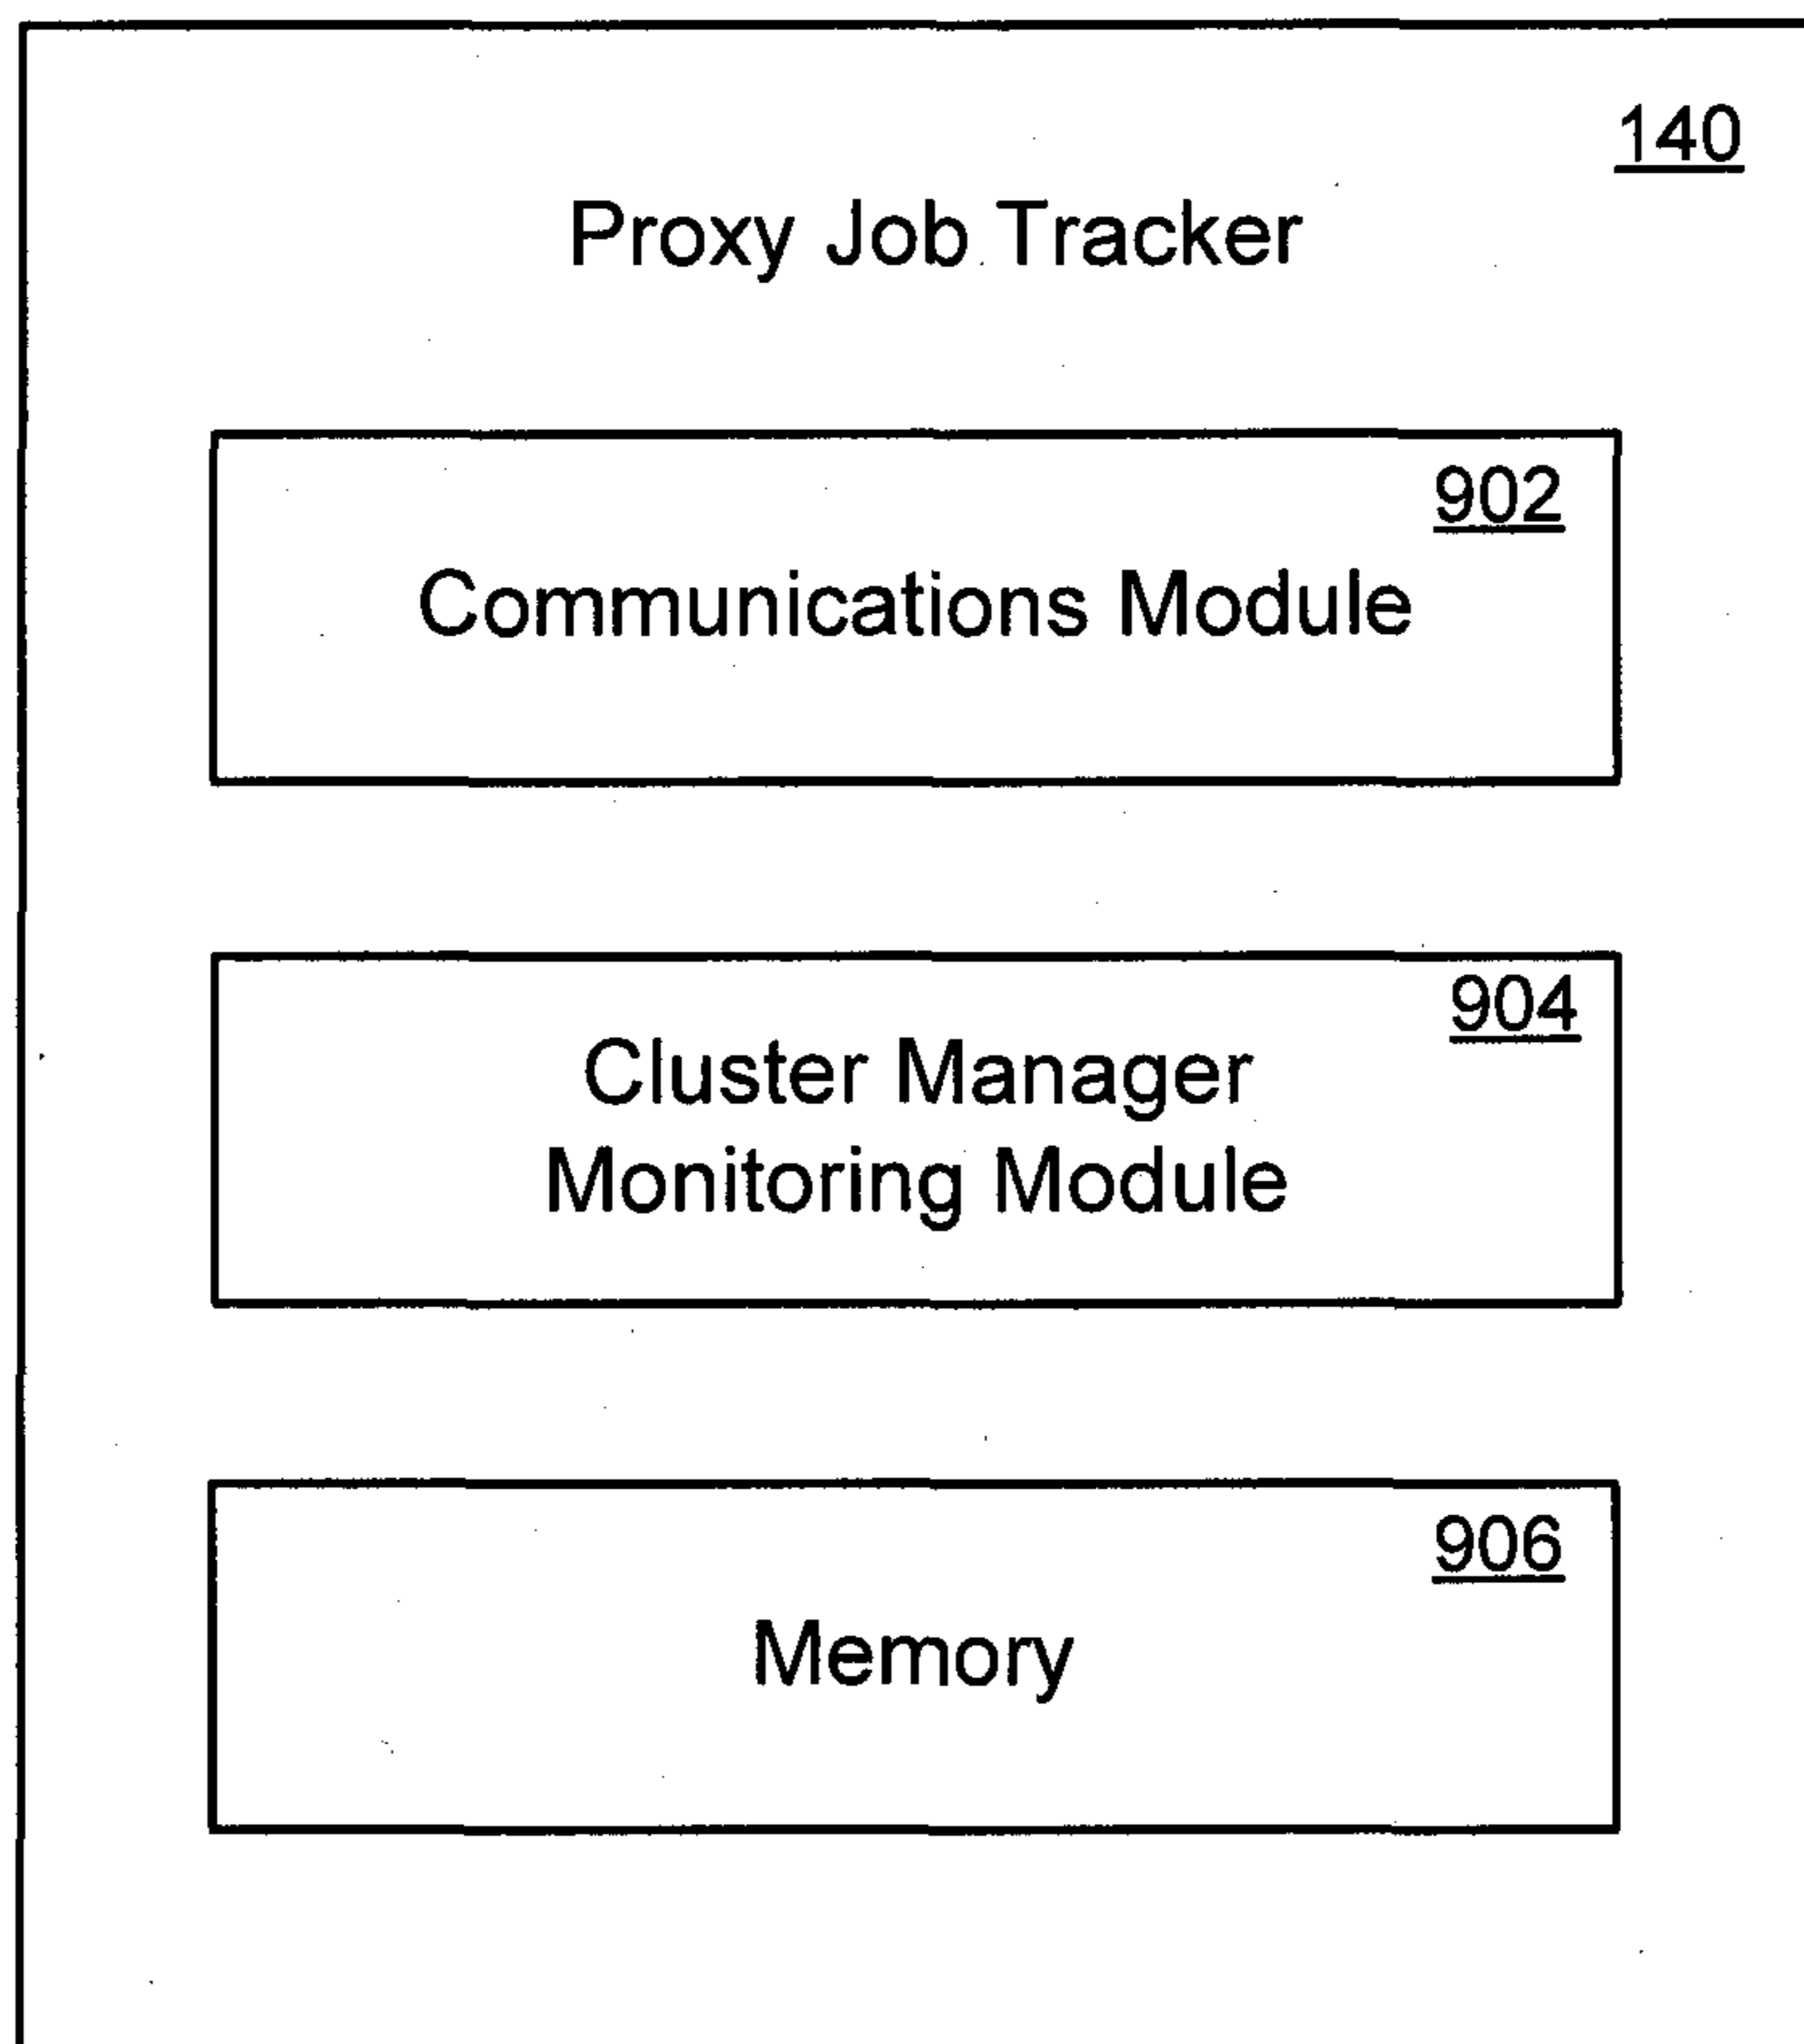 140
Proxy Job Tracker
902
Communications Module
904
Cluster Manager
Monitoring Module
906
Memory